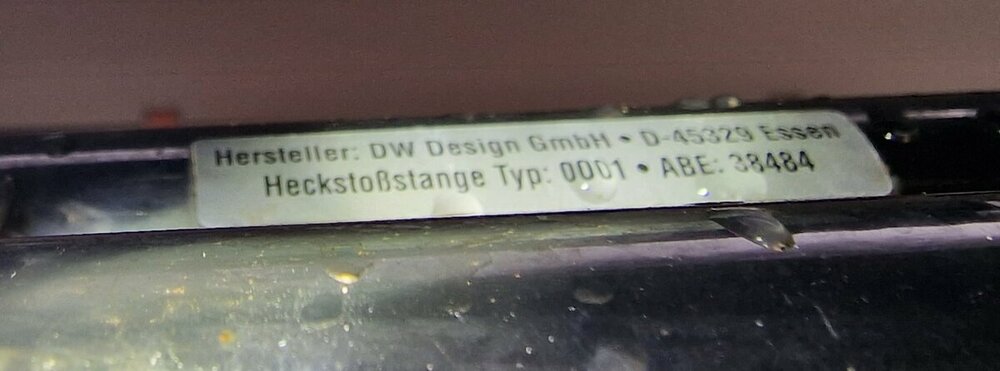 Hersteller: DW Design GmbH • D-45329 Essen
Heckstoßstange Typ: 0001 • ABE: 38484